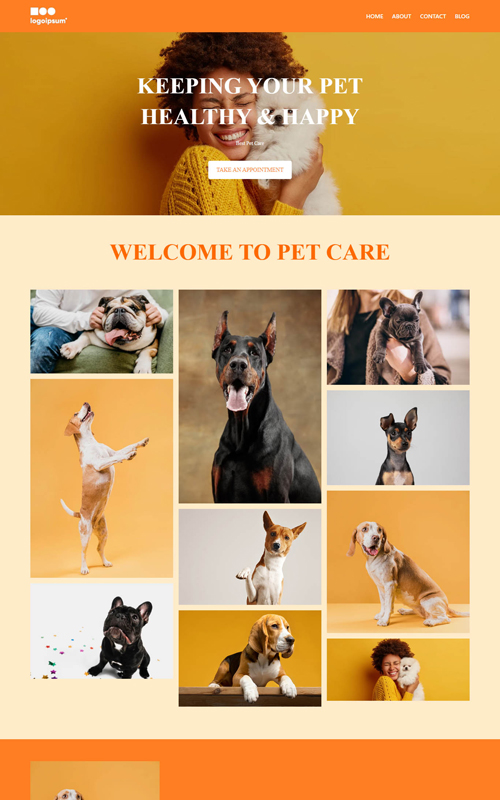 logoipsum®
HOME ABOUT CONTACT BLOG
KEEPING YOUR PET
HEALTHY & HAPPY
Best Pet Care
TAKE AN APPOINTMENT
WELCOME TO PET CARE